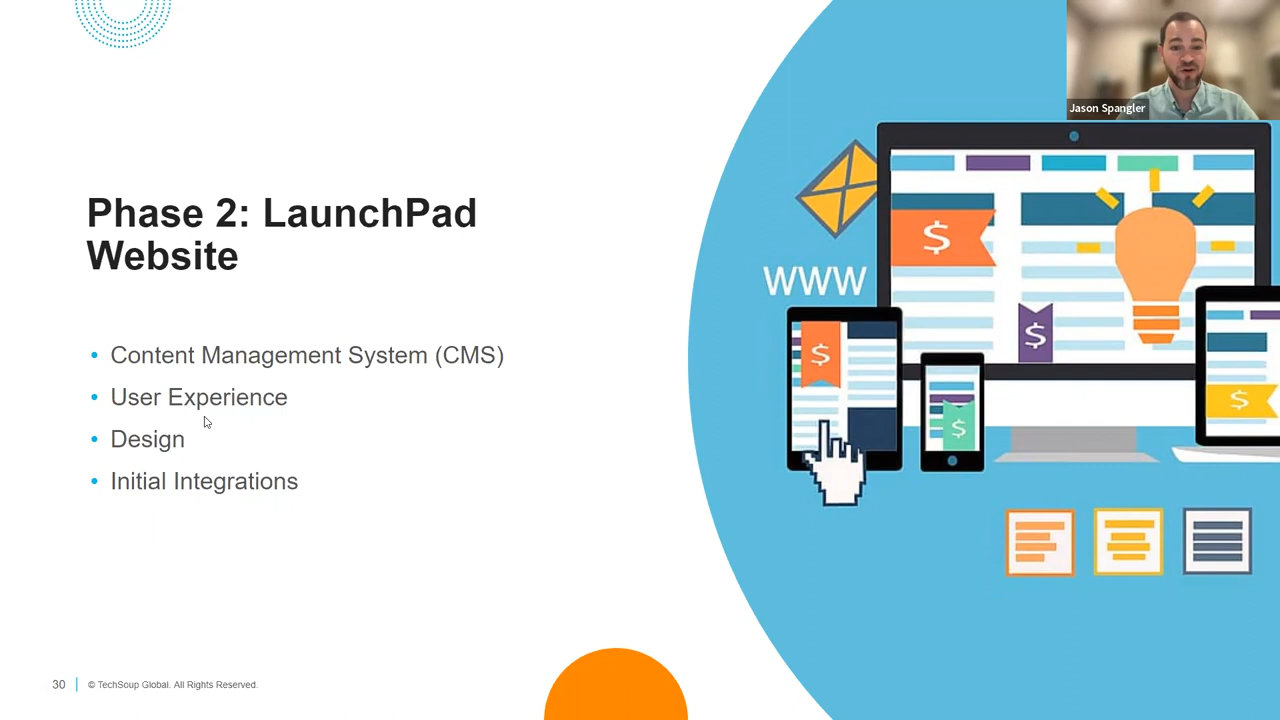 Jason Spangler
Phase 2: LaunchPad
Website
WWW
$
$
$
$
$
• Content Management System (CMS)
• User Experience
• Design
• Initial Integrations
30
© TechSoup Global. All Rights Reserved.